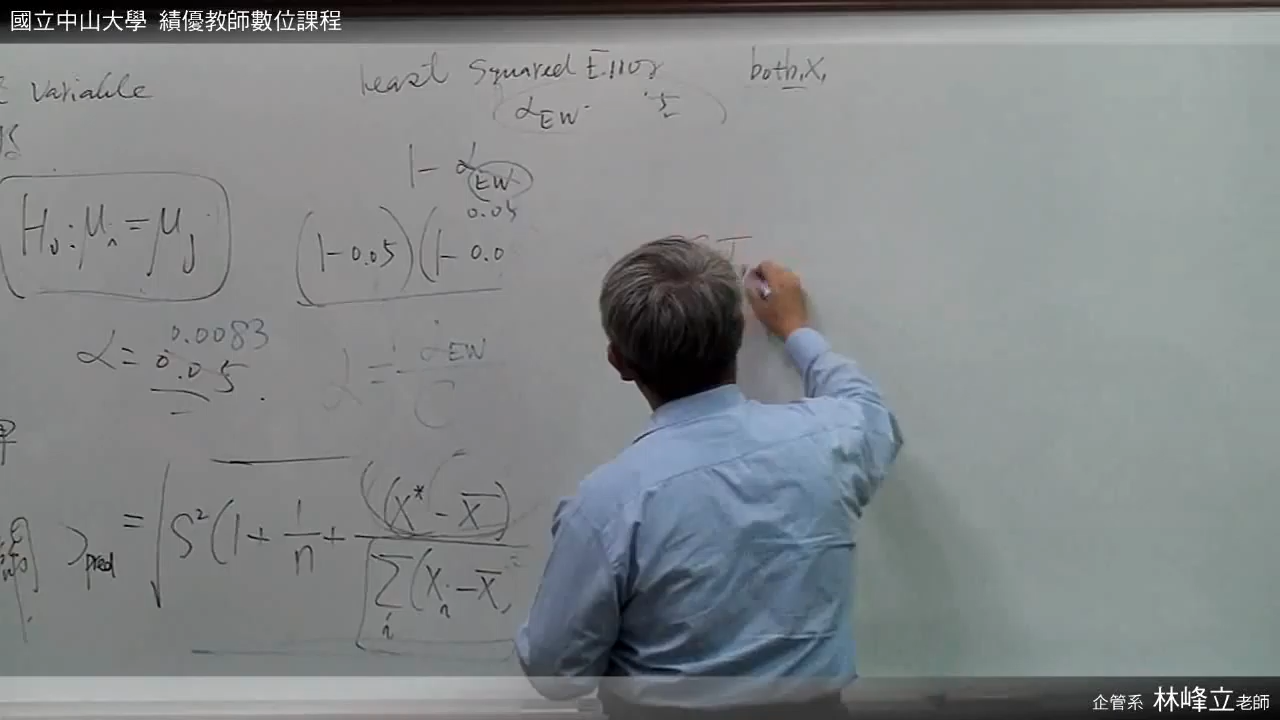 國立中山大學 績優教師數位課程
Variable
Least Squared Error
both X,
αEW
1 - αEW
0.05
H0: μi = μj
(1-0.05)(1-0.0
0.0083
α = 0.05
α = αEW / C
pred = √S²(1 + 1/n + (X* - X̄) / Σi(Xi - X̄
企管系 林峰立老師